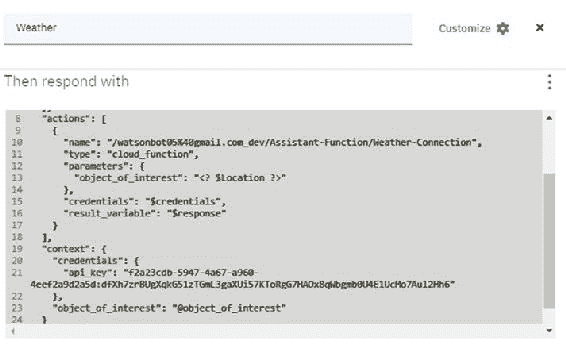 Weather
Customize
Then respond with
8
9 "actions": [
10 {
11 "name": "/watsonbot05%40gmail.com_dev/Assistant-Function/Weather-Connection",
12 "type": "cloud_function",
13 "parameters": {
"object_of_interest": "<? $Location ?>"
14 },
15 "credentials": "$credentials",
16 "result_variable": "$response"
17 }
18 ],
19 "context": {
20 "credentials": {
21 "api_key":
22 },
23 "object_of_interest": "@object_of_interest"
24 }